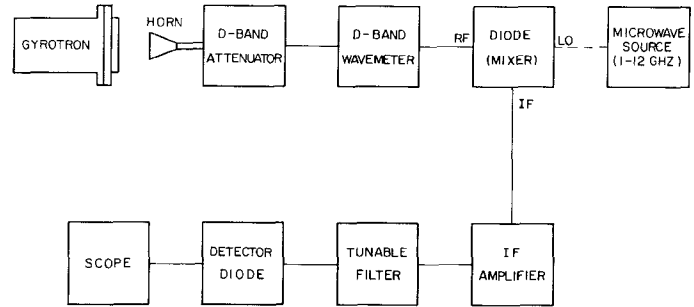 GYROTRON
HORN
D-BAND
ATTENUATOR
D-BAND
WAVEMETER
RF
DIODE
(MIXER)
LO
MICROWAVE
SOURCE
(1-12 GHZ)
IF
SCOPE
DETECTOR
DIODE
TUNABLE
FILTER
IF
AMPLIFIER